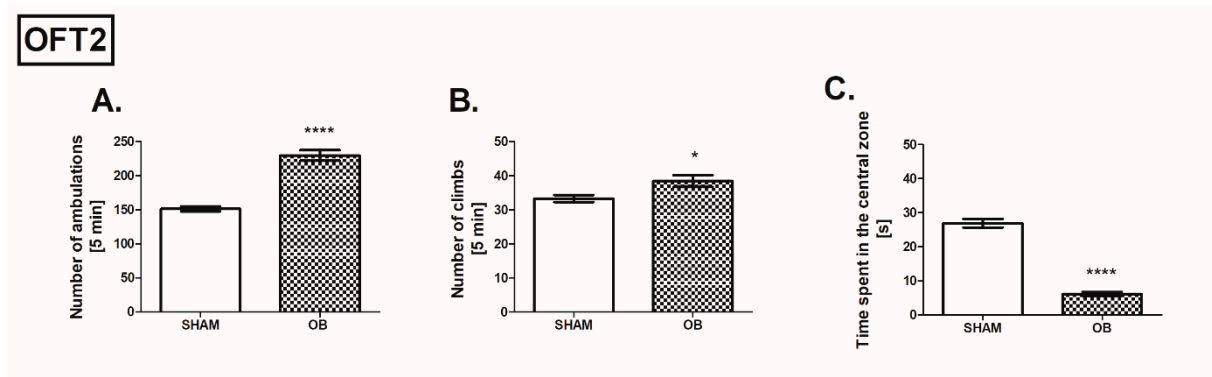 OFT2
A.
Number of ambulations
[5 min]
250
200
150
100
50
0
****
SHAM
OB
B.
Number of climbs
[5 min]
50
40
30
20
10
0
*
SHAM
OB
C.
Time spent in the central zone
[s]
50
40
30
20
10
0
****
SHAM
OB